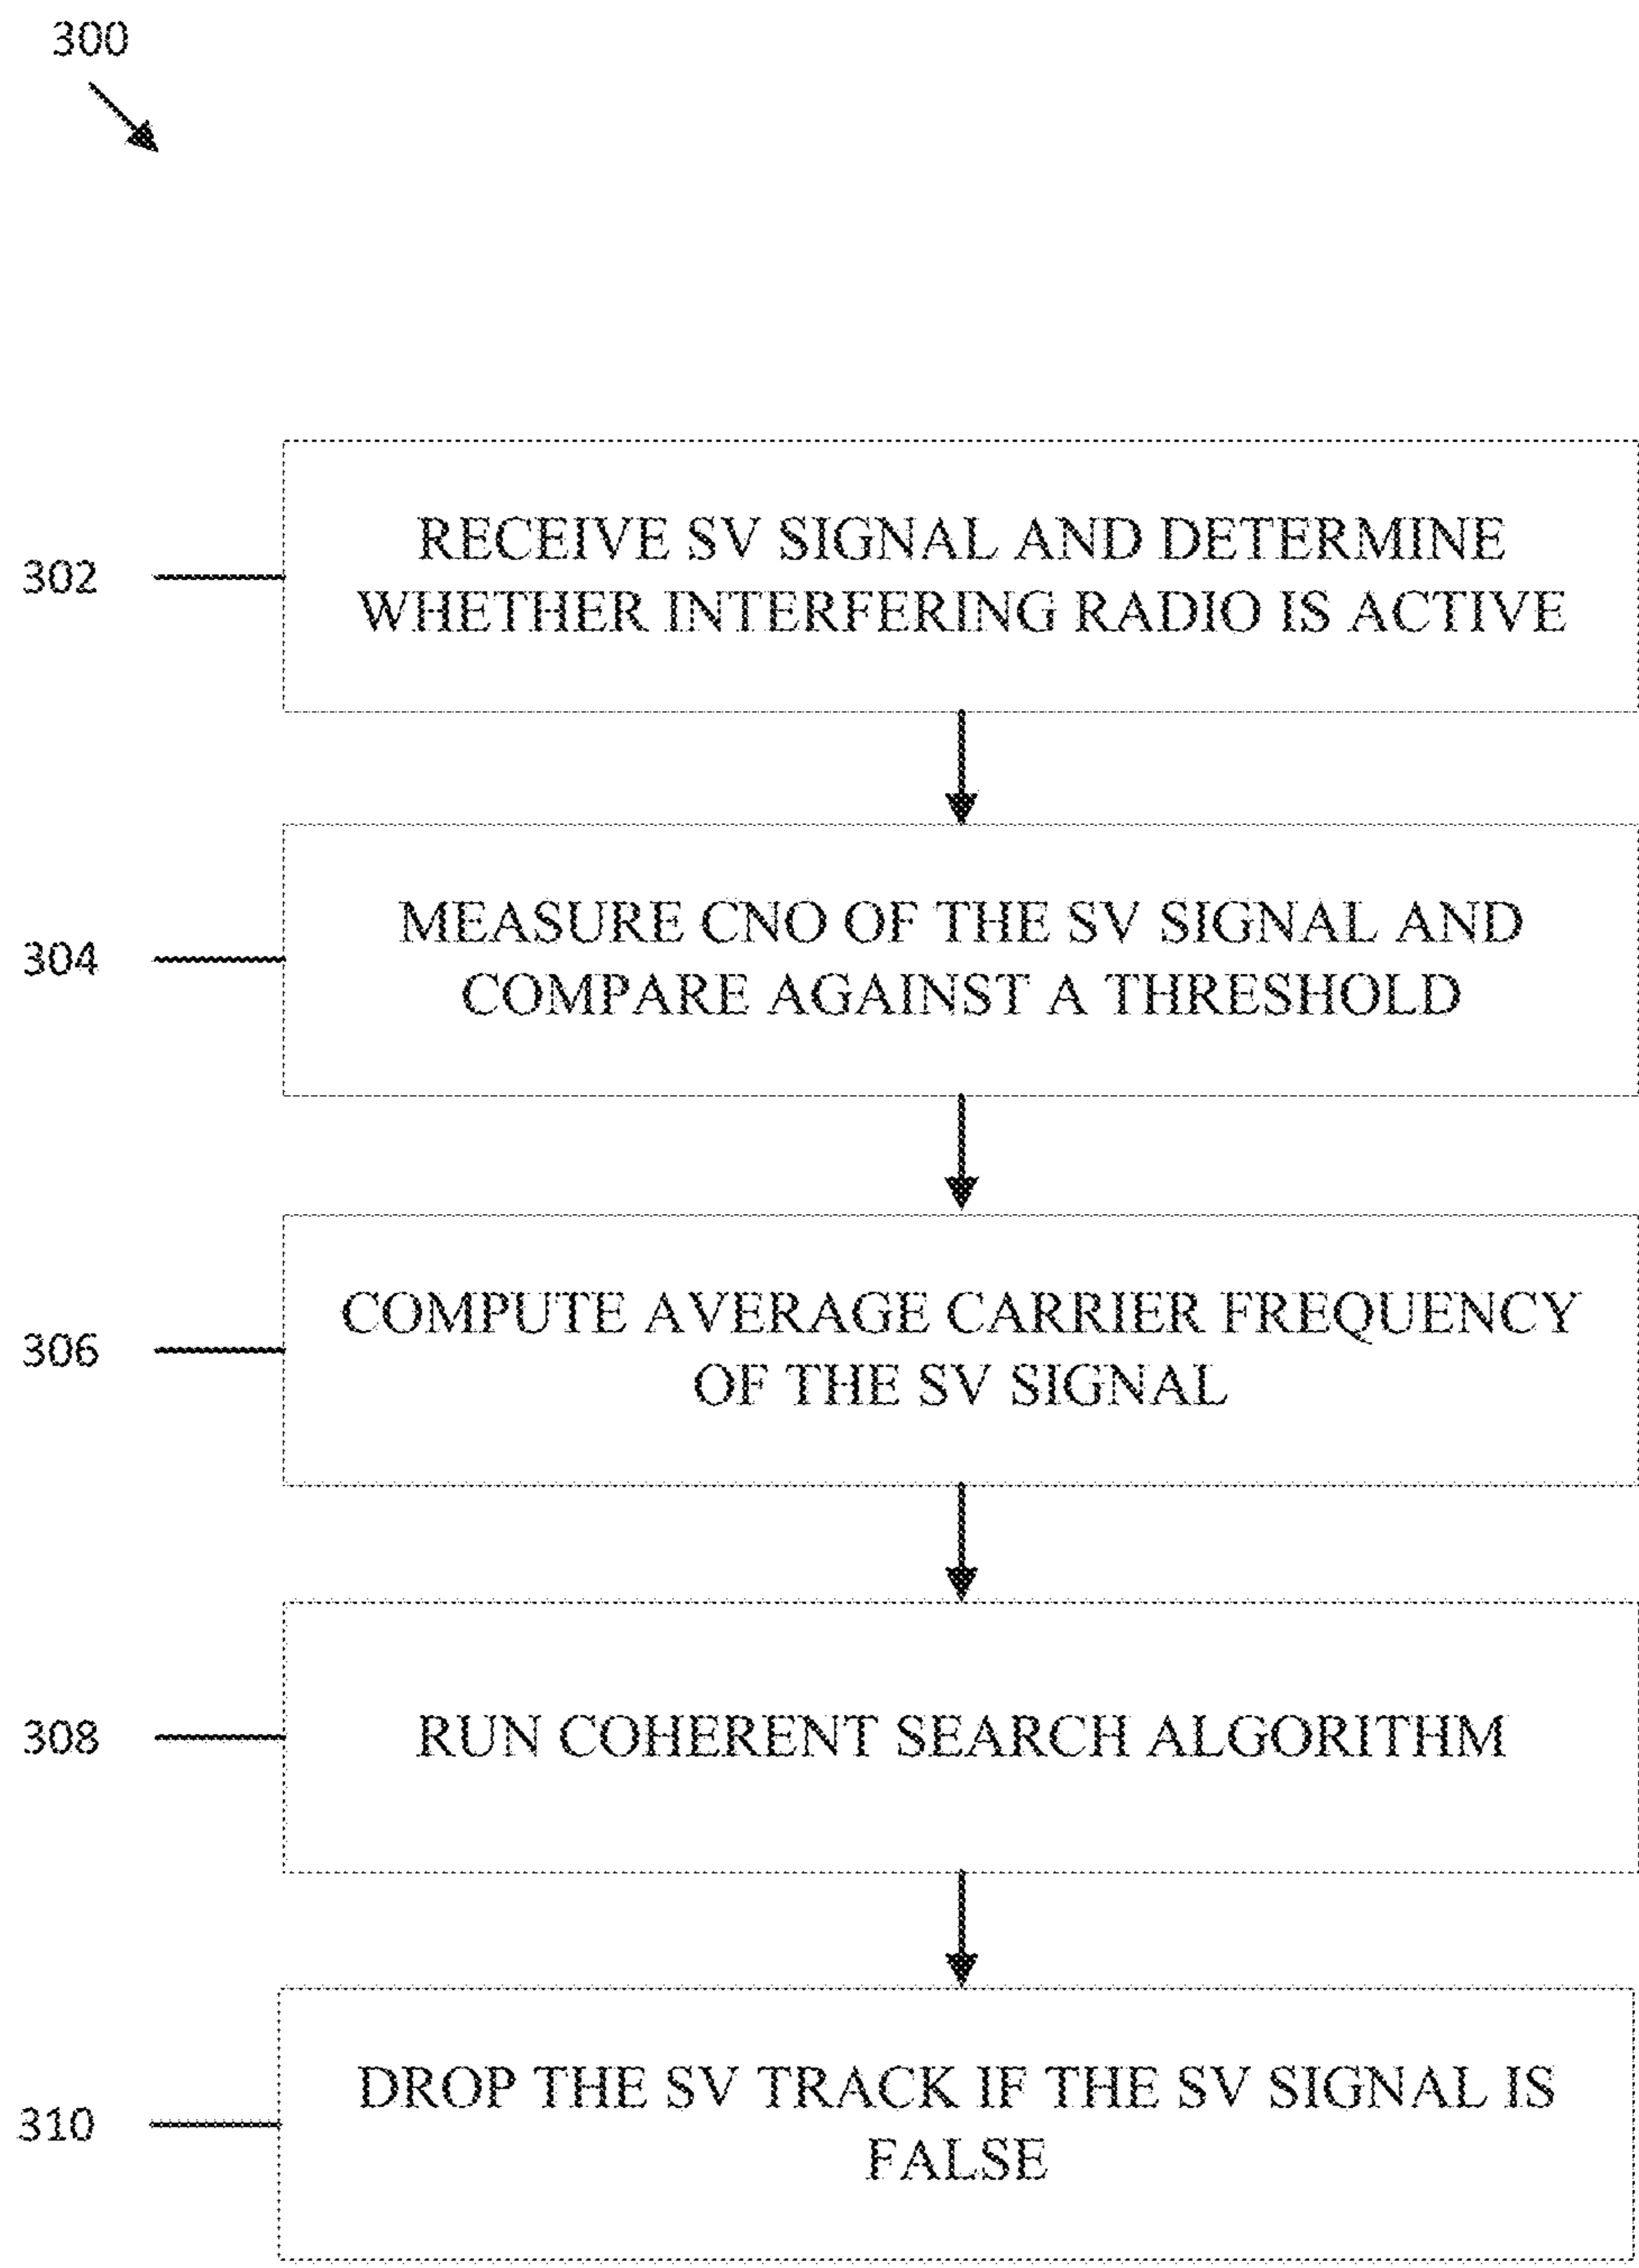 300
302
RECEIVE SV SIGNAL AND DETERMINE
WHETHER INTERFERING RADIO IS ACTIVE
304
MEASURE CNO OF THE SV SIGNAL AND
COMPARE AGAINST A THRESHOLD
306
COMPUTE AVERAGE CARRIER FREQUENCY
OF THE SV SIGNAL
308
RUN COHERENT SEARCH ALGORITHM
310
DROP THE SV TRACK IF THE SV SIGNAL IS
FALSE